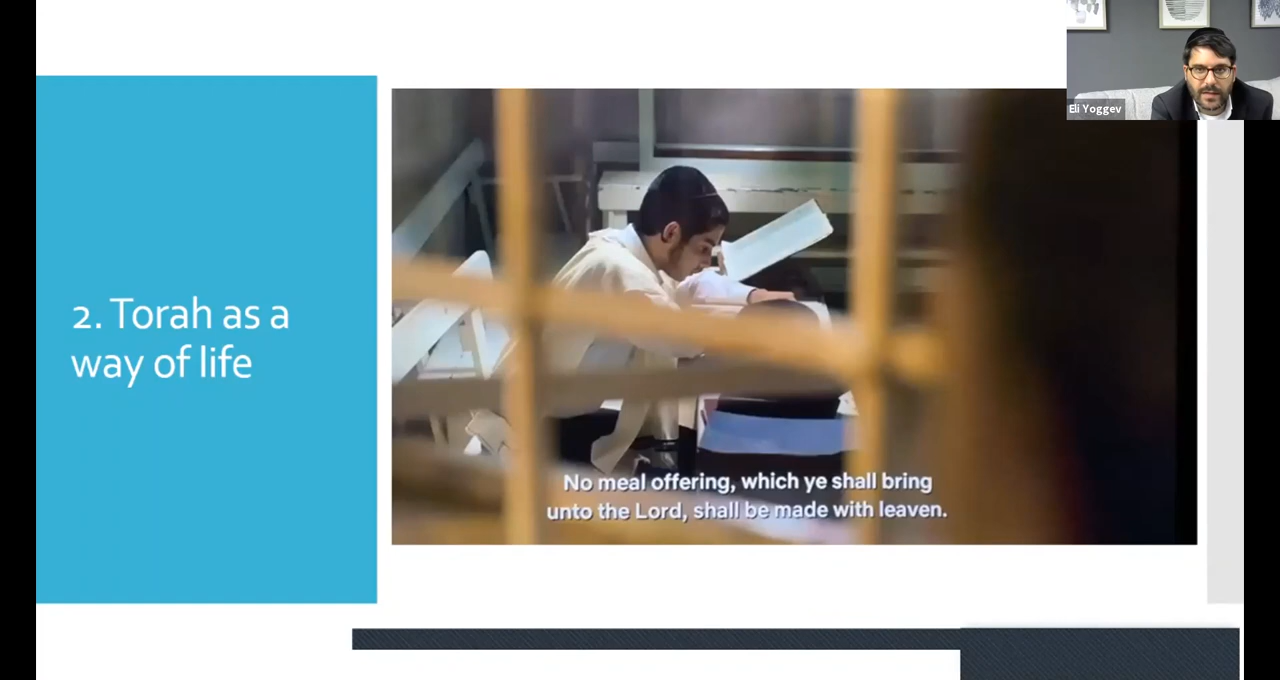 Eli Yoggev
2. Torah as a
way of life
No meal offering, which ye shall bring
unto the Lord, shall be made with leaven.